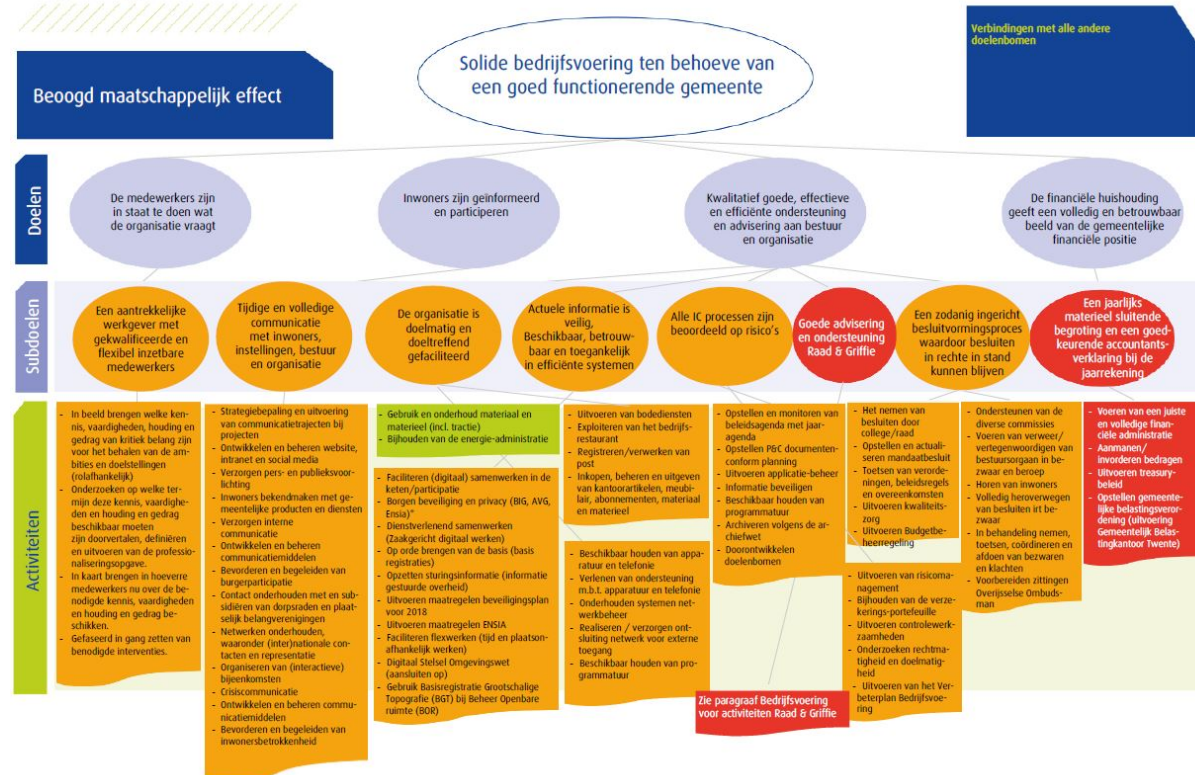 Beoogd maatschappelijk effect
Solide bedrijfsvoering ten behoeve van
een goed functionerende gemeente
Verbindingen met alle andere
doelenbomen
Doelen
De medewerkers zijn
in staat te doen wat
de organisatie vraagt
Inwoners zijn geïnformeerd
en participeren
Kwalitatief goede, effectieve
en efficiënte ondersteuning
en advisering aan bestuur
en organisatie
De financiële huishouding
geeft een volledig en betrouwbaar
beeld van de gemeentelijke
financiële positie
Subdoelen
Een aantrekkelijke
werkgever met
gekwalificeerde en
flexibel inzetbare
medewerkers
Tijdige en volledige
communicatie met
inwoners,
instellingen, bestuur
en organisatie
De organisatie is
doelmatig en
doeltreffend
gefaciliteerd
Actuele informatie is
veilig,
Beschikbaar, betrouw-
baar en toegankelijk
in efficiënte systemen
Alle IC processen zijn
beoordeeld op risico's
Goede advisering
en ondersteuning
Raad & Griffie
Een zodanig ingericht
besluitvormingsproces
waardoor besluiten
in rechte in stand
kunnen blijven
Een jaarlijks
materieel sluitende
begroting en een goed-
keurende accountants-
verklaring bij de
jaarrekening
Activiteiten
- In beeld brengen welke ken-
nis, vaardigheden, houding en
gedrag van kritiek belang zijn
voor het behalen van de am-
bities en doelstellingen
(rolafhankelijk)
- Onderzoeken op welke ter-
mijn deze kennis, vaardighe-
den en houding en gedrag
beschikbaar moeten
zijn doorvertalen, definiëren
en uitvoeren van de professio-
naliseringsopgave.
- In kaart brengen in hoeverre
medewerkers nu over de be-
nodigde kennis, vaardigheden
en houding en gedrag be-
schikken.
- Gefaseerd in gang zetten van
benodigde interventies.
- Strategiebepaling en uitvoering
van communicatietrajecten bij
projecten
- Ontwikkelen en beheren website,
intranet en social media
- Verzorgen pers- en publieksvoor-
lichting
- Inwoners bekendmaken met ge-
meentelijke producten en diensten
- Verzorgen interne
communicatie
- Ontwikkelen en beheren
communicatiemiddelen
- Bevorderen en begeleiden van
burgerparticipatie
- Contact onderhouden met en sub-
sidiëren van dorpsraden en plaat-
selijk belangverenigingen
- Netwerken onderhouden,
waaronder (inter)nationale con-
tacten en representatie
- Organiseren van (interactieve)
bijeenkomsten
- Crisiscommunicatie
- Ontwikkelen en beheren commu-
nicatiemiddelen
- Bevorderen en begeleiden van
inwonersbetrokkenheid
- Gebruik en onderhoud materiaal en
materieel (incl. tractie)
- Bijhouden van de energie-administratie
- Faciliteren (digitaal) samenwerken in de
keten/participatie
- Borgen beveiliging en privacy (BIG, AVG,
Ensia)"
- Dienstverlenend samenwerken
(Zaakgericht digitaal werken)
- Op orde brengen van de basis (basis
registraties)
- Opzetten sturingsinformatie (informatie
gestuurde overheid)
- Uitvoeren maatregelen beveiligingsplan
voor 2018
- Uitvoeren maatregelen ENSIA
- Faciliteren flexwerken (tijd en plaatson-
afhankelijk werken)
- Digitaal Stelsel Omgevingswet
(aansluiten op)
- Gebruik Basisregistratie Grootschalige
Topografie (BGT) bij Beheer Openbare
ruimte (BOR)
- Uitvoeren van bodediensten
- Exploiteren van het bedrijfs-
restaurant
- Registreren/verwerken van
post
- Inkopen, beheren en uitgeven
van kantoorartikelen, meubi-
lair, abonnementen, materiaal
en materieel
- Beschikbaar houden van appa-
ratuur en telefonie
- Verlenen van ondersteuning
m.b.t. apparatuur en telefonie
- Onderhouden systemen net-
werkbeheer
- Realiseren / verzorgen ont-
sluiting netwerk voor externe
toegang
- Beschikbaar houden van pro-
grammatuur
- Opstellen en monitoren van
beleidsagenda met jaar-
agenda
- Opstellen P&C documenten-
conform planning
- Uitvoeren applicatie-beheer
- Informatie beveiligen
- Beschikbaar houden van
programmatuur
- Archiveren volgens de ar-
chiefwet
- Doorontwikkelen
doelenbomen
Zie paragraaf Bedrijfsvoering
voor activiteiten Raad & Griffie
- Het nemen van
besluiten door
college/raad
- Opstellen en actuali-
seren mandaatbesluit
- Toetsen van verorde-
ningen, beleidsregels
en overeenkomsten
- Uitvoeren kwaliteits-
zorg
- Uitvoeren Budgetbe-
heerregeling
- Uitvoeren van risicoma-
nagement
- Bijhouden van de verze-
kerings-portefeuille
- Uitvoeren controlewerk-
zaamheden
- Onderzoeken rechtma-
tigheid en doelmatig-
heid
- Uitvoeren van het Ver-
beterplan Bedrijfsvoe-
ring
- Ondersteunen van de
diverse commissies
- Voeren van verweer/
vertegenwoordigen van
bestuursorgaan in be-
zwaar en beroep
- Horen van inwoners
- Volledig heroverwegen
van besluiten irt be-
zwaar
- In behandeling nemen,
toetsen, coördineren en
afdoen van bezwaren
en klachten
- Voorbereiden zittingen
Overijsselse Ombuds-
man
- Voeren van een juiste
en volledige finan-
ciële administratie
- Aanmanen/
invorderen bedragen
- Uitvoeren treasury-
beleid
- Opstellen gemeente-
lijke belastingsveror-
dening (uitvoering
Gemeentelijk Belas-
tingkantoor Twente)